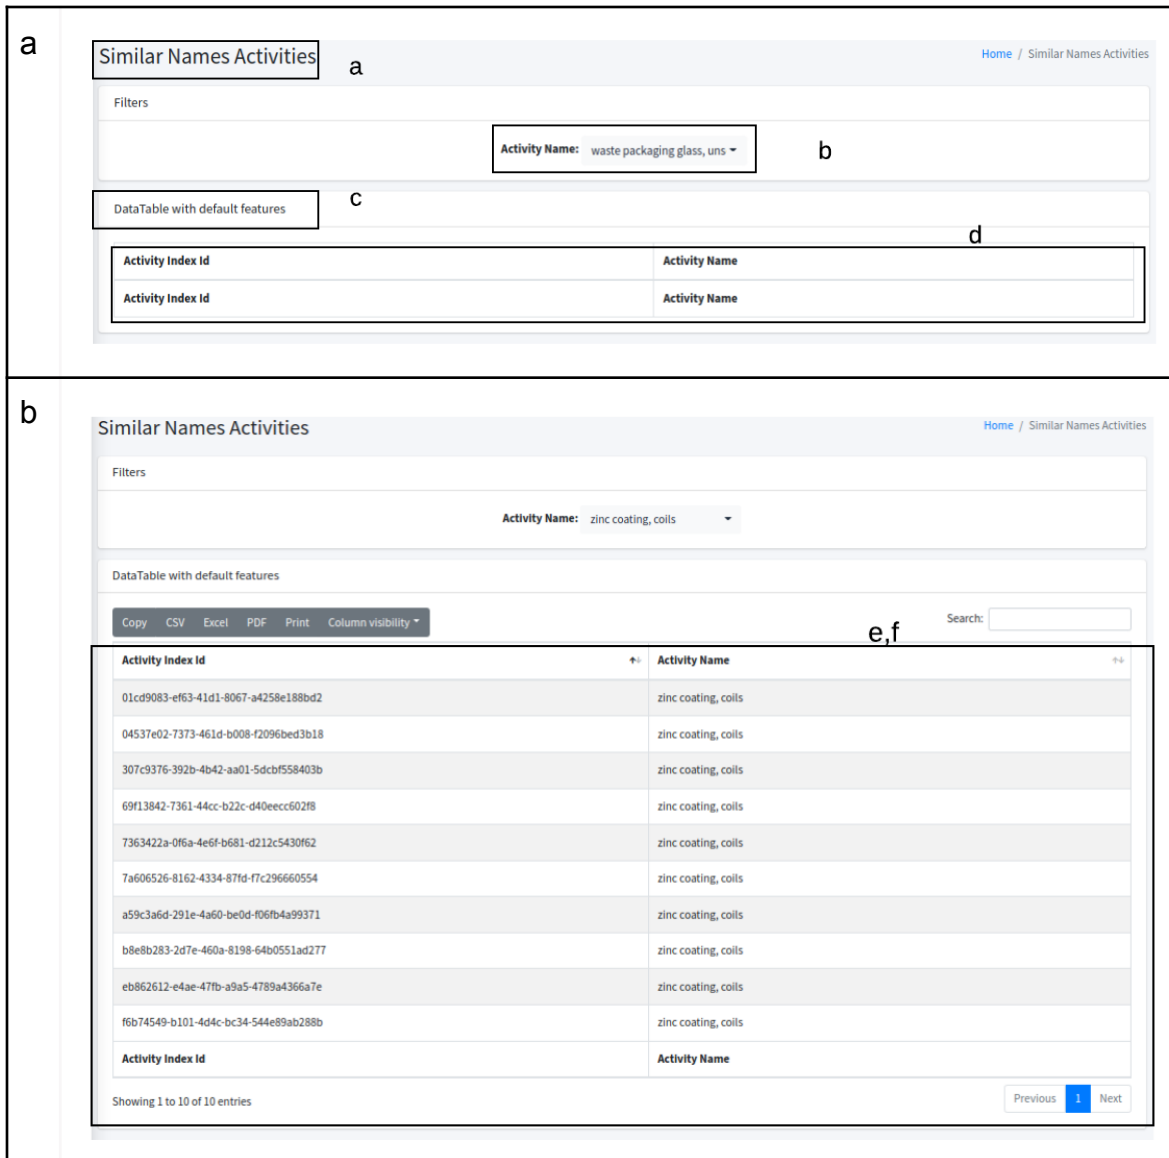 a
Similar Names Activities
a
Home / Similar Names Activities
Filters
Activity Name: waste packaging glass, uns
b
DataTable with default features
c
d
Activity Index Id Activity Name
Activity Index Id Activity Name
b
Similar Names Activities
Home / Similar Names Activities
Filters
Activity Name: zinc coating, coils
DataTable with default features
Copy CSV Excel PDF Print Column visibility
Search:
e,f
Activity Index Id Activity Name
01cd9083-ef63-41d1-8067-a4258e188bd2 zinc coating, coils
04537e02-7373-461d-b008-f2096bed3b18 zinc coating, coils
307c9376-392b-4b42-aa01-5dcbf558403b zinc coating, coils
69f13842-7361-44cc-b22c-d40eecc602f8 zinc coating, coils
7363422a-0f6a-4e6f-b681-d212c5430f62 zinc coating, coils
7a606526-8162-4334-87fd-f7c296660554 zinc coating, coils
a59c3a6d-291e-4a60-be0d-f06fb4a99371 zinc coating, coils
b8e8b283-2d7e-460a-8198-64b0551ad277 zinc coating, coils
eb862612-e4ae-47fb-a9a5-4789a4366a7e zinc coating, coils
f6b74549-b101-4d4c-bc34-544e89ab288b zinc coating, coils
Activity Index Id Activity Name
Showing 1 to 10 of 10 entries
Previous 1 Next